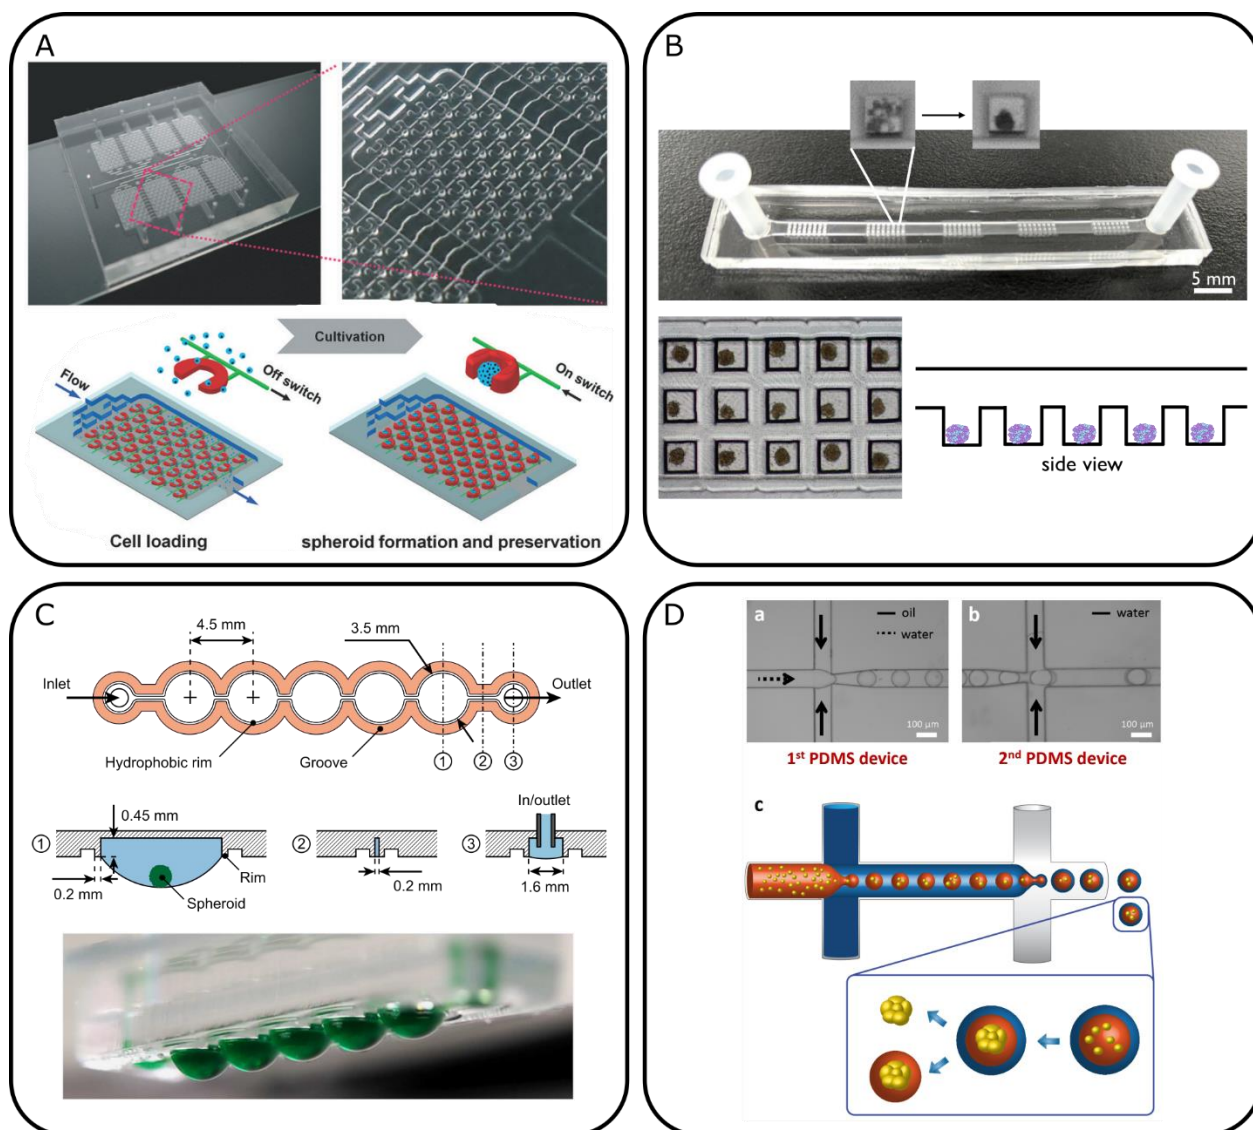 A
Cultivation
Off switch
On switch
Flow
Cell loading
spheroid formation and preservation
B
5 mm
side view
C
4.5 mm
3.5 mm
Inlet
Outlet
Hydrophobic rim
Groove
1
2
3
1
0.45 mm
0.2 mm
Rim
Spheroid
2
0.2 mm
In/outlet
3
1.6 mm
D
a
oil
water
100 µm
1st PDMS device
b
water
100 µm
2nd PDMS device
c